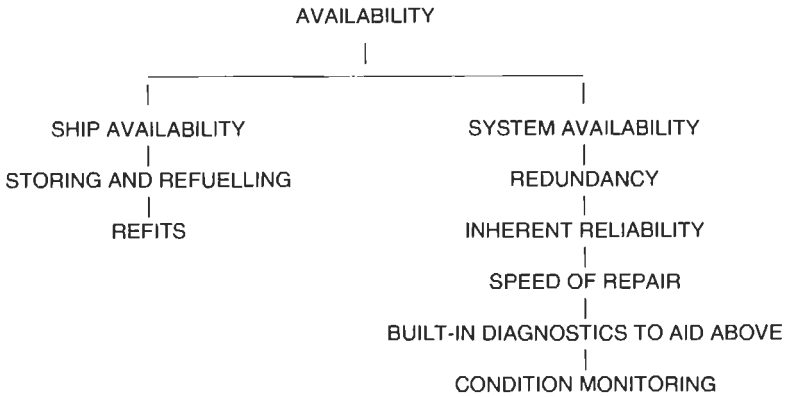 AVAILABILITY
SHIP AVAILABILITY
STORING AND REFUELLING
REFITS
SYSTEM AVAILABILITY
REDUNDANCY
INHERENT RELIABILITY
SPEED OF REPAIR
BUILT-IN DIAGNOSTICS TO AID ABOVE
CONDITION MONITORING